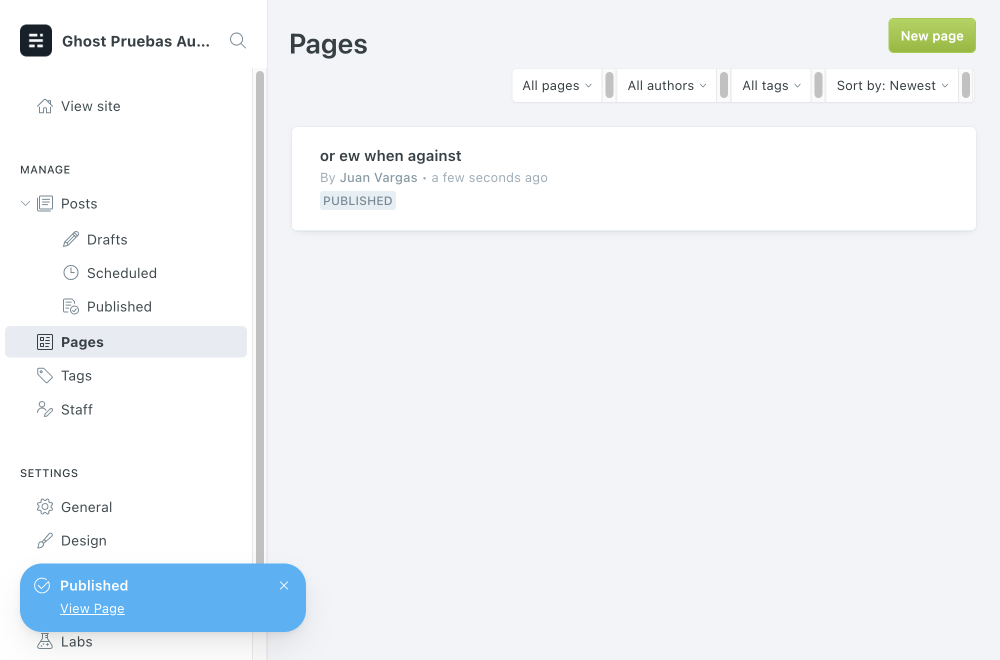 Ghost Pruebas Au...
View site
MANAGE
Posts
Drafts
Scheduled
Published
Pages
Tags
Staff
SETTINGS
General
Design
Published
View Page
Labs
Pages
New page
All pages
All authors
All tags
Sort by: Newest
or ew when against
By Juan Vargas • a few seconds ago
PUBLISHED